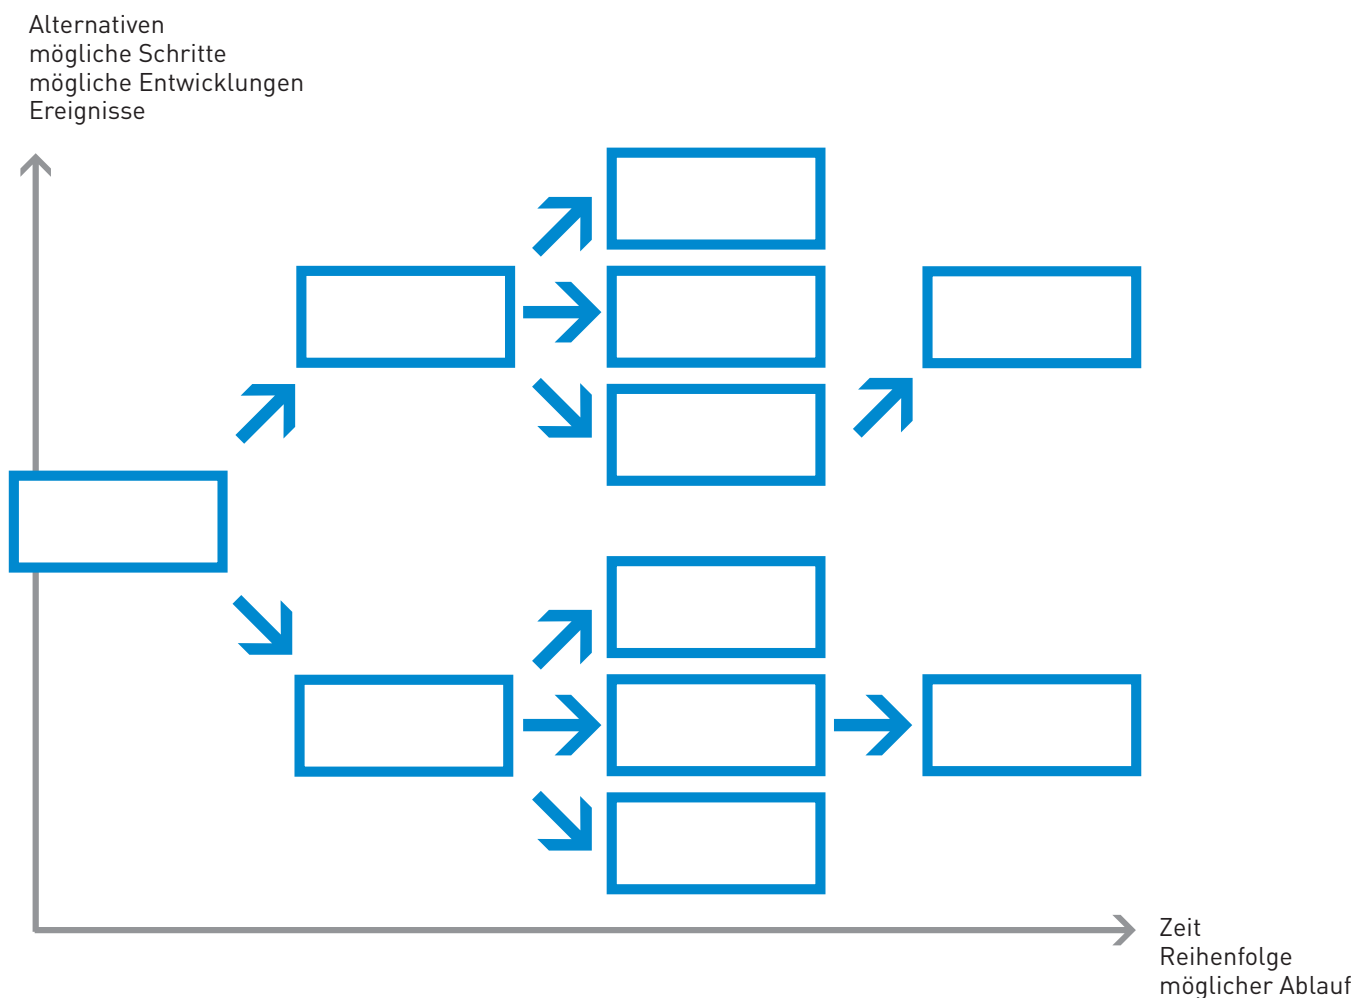 Alternativen
mögliche Schritte
mögliche Entwicklungen
Ereignisse
Zeit
Reihenfolge
möglicher Ablauf